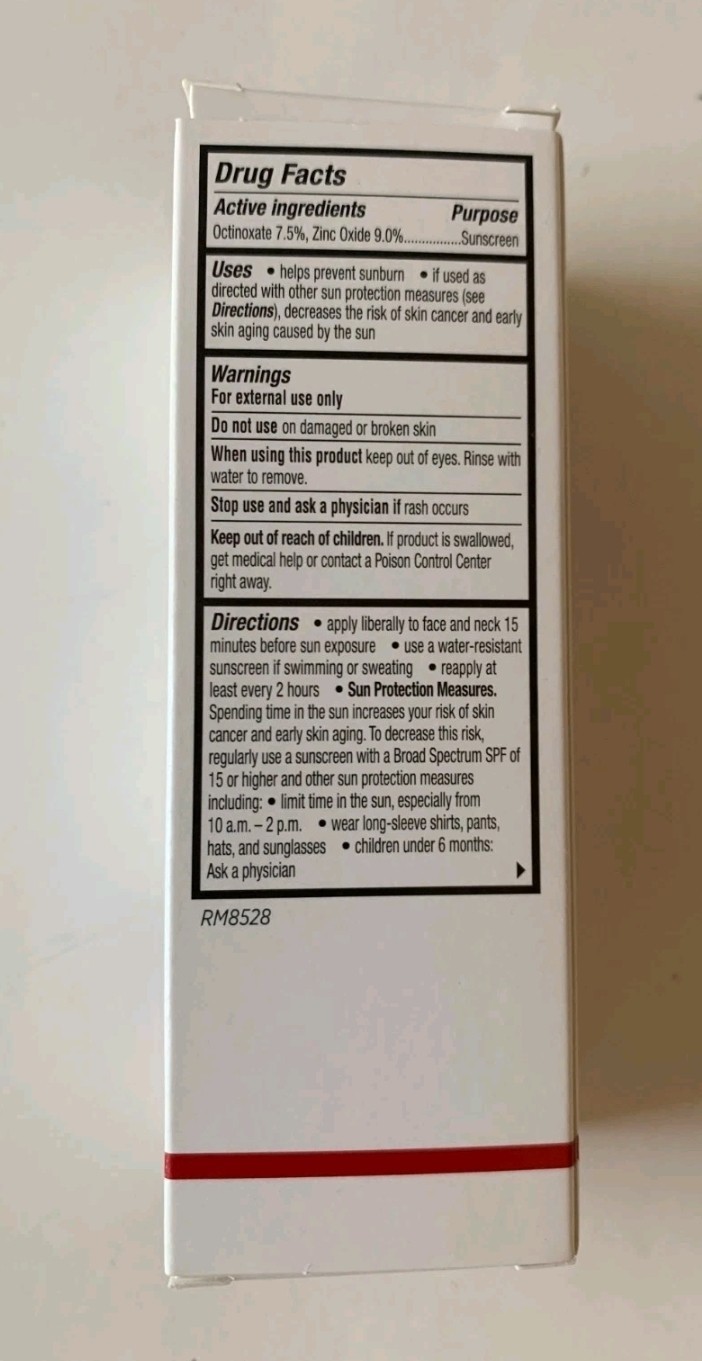 Drug Facts
Active ingredients Purpose
Octinoxate 7.5%, Zinc Oxide 9.0%................Sunscreen
Uses • helps prevent sunburn • if used as
directed with other sun protection measures (see
Directions), decreases the risk of skin cancer and early
skin aging caused by the sun
Warnings
For external use only
Do not use on damaged or broken skin
When using this product keep out of eyes. Rinse with
water to remove.
Stop use and ask a physician if rash occurs
Keep out of reach of children. If product is swallowed,
get medical help or contact a Poison Control Center
right away.
Directions • apply liberally to face and neck 15
minutes before sun exposure • use a water-resistant
sunscreen if swimming or sweating • reapply at
least every 2 hours • Sun Protection Measures.
Spending time in the sun increases your risk of skin
cancer and early skin aging. To decrease this risk,
regularly use a sunscreen with a Broad Spectrum SPF of
15 or higher and other sun protection measures
including: • limit time in the sun, especially from
10 a.m. – 2 p.m. • wear long-sleeve shirts, pants,
hats, and sunglasses • children under 6 months:
Ask a physician
RM8528